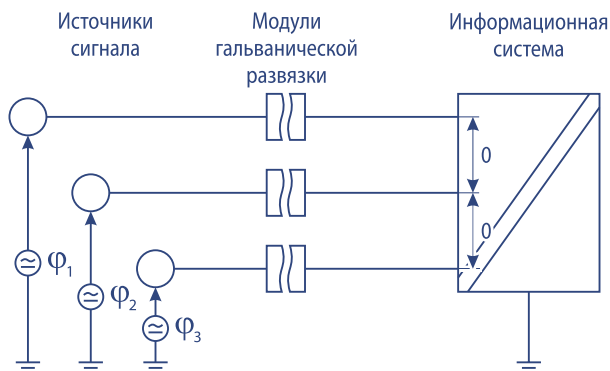 Источники
сигнала
Модули
гальванической
развязки
Информационная
система
0
0
φ1
φ2
φ3